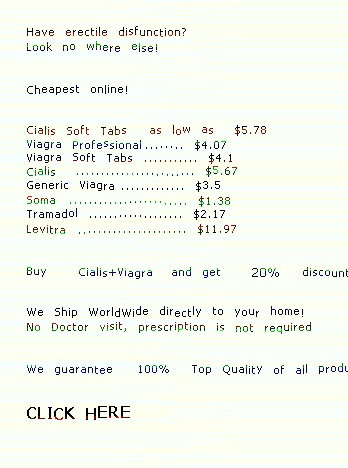 Have erectile disfunction?
Look no where else!
Cheapest online!
Cialis Soft Tabs as low as $5.78
Viagra Professional........ $4.07
Viagra Soft Tabs ........... $4.1
Cialis ........................ $5.67
Generic Viagra ............. $3.5
Soma ........................ $1.38
Tramadol ................... $2.17
Levitra ...................... $11.97
Buy Cialis+Viagra and get 20% discount
We Ship WorldWide directly to your home!
No Doctor visit, prescription is not required
We guarantee 100% Top Quality of all produ
CLICK HERE